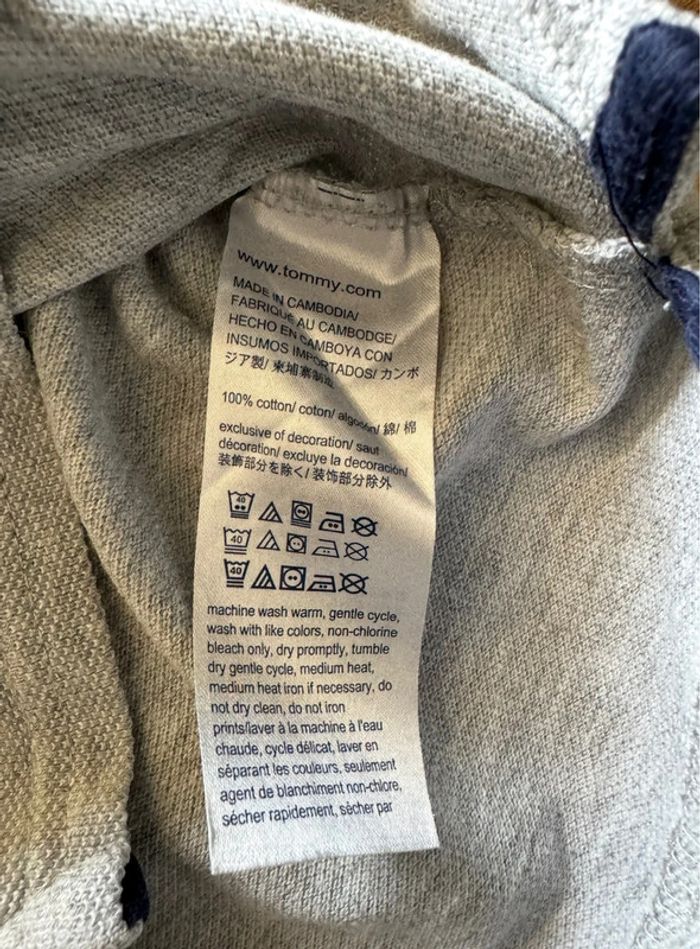 www.tommy.com
MADE IN CAMBODIA/
FABRIQUÉ AU CAMBODGE/
HECHO EN CAMBOYA CON
INSUMOS IMPORTADOS/ カンボ
ジア製/ 柬埔寨制造
100% cotton/ coton/ algodón/ 綿/ 棉
exclusive of decoration/ sauf
décoration/ excluye la decoración/
装飾部分を除く/ 装饰部分除外
40
40
40
machine wash warm, gentle cycle,
wash with like colors, non-chlorine
bleach only, dry promptly, tumble
dry gentle cycle, medium heat,
medium heat iron if necessary, do
not dry clean, do not iron
prints/laver à la machine à l'eau
chaude, cycle délicat, laver en
séparant les couleurs, seulement
agent de blanchiment non-chlore,
sécher rapidement, sécher par